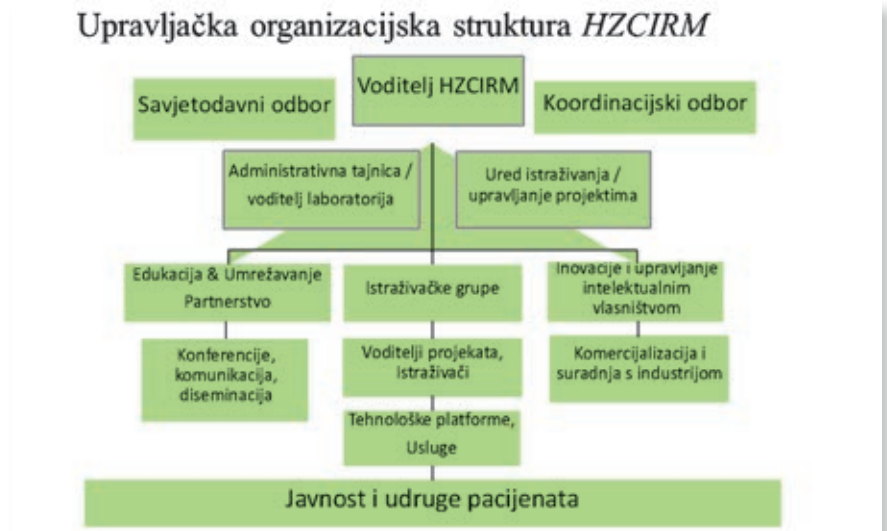 Upravljačka organizacijska struktura HZCIRM
Voditelj HZCIRM
Savjetodavni odbor
Koordinacijski odbor
Administrativna tajnica /
voditelj laboratorija
Ured istraživanja /
upravljanje projektima
Edukacija & Umrežavanje
Partnerstvo
Istraživačke grupe
Inovacije i upravljanje
intelektualnim
vlasništvom
Konferencije,
komunikacija,
diseminacija
Voditelji projekata,
Istraživači
Komercijalizacija i
suradnja s industrijom
Tehnološke platforme,
Usluge
Javnost i udruge pacijenata